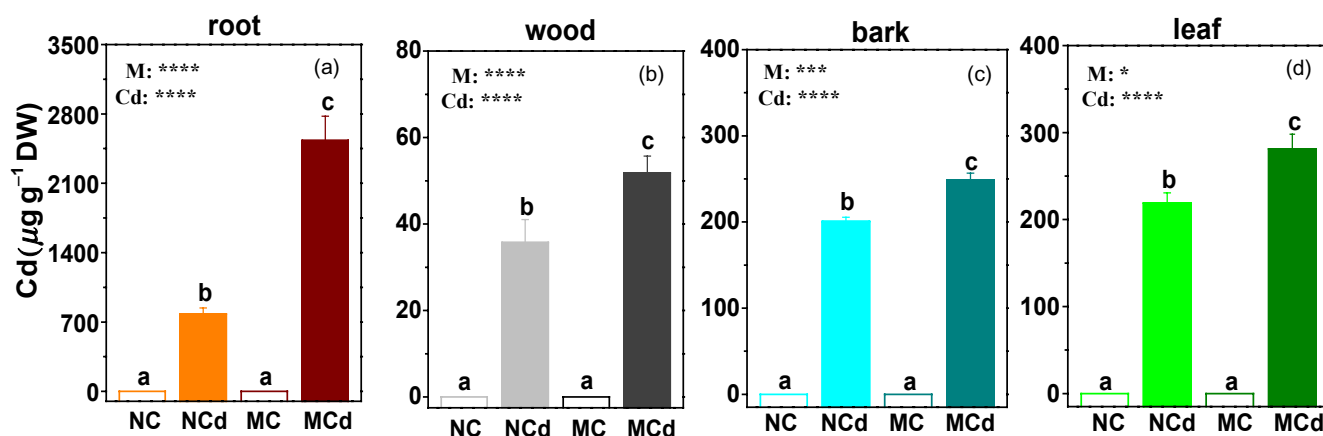 root
wood
bark
leaf
Cd (μg g⁻¹ DW)
3500
2800
2100
1400
700
0
M: ****
Cd: ****
(a)
a
b
a
c
NC NCd MC MCd
80
60
40
20
0
M: ****
Cd: ****
(b)
a
b
a
c
NC NCd MC MCd
400
300
200
100
0
M: ***
Cd: ****
(c)
a
b
a
c
NC NCd MC MCd
400
300
200
100
0
M: *
Cd: ****
(d)
a
b
a
c
NC NCd MC MCd